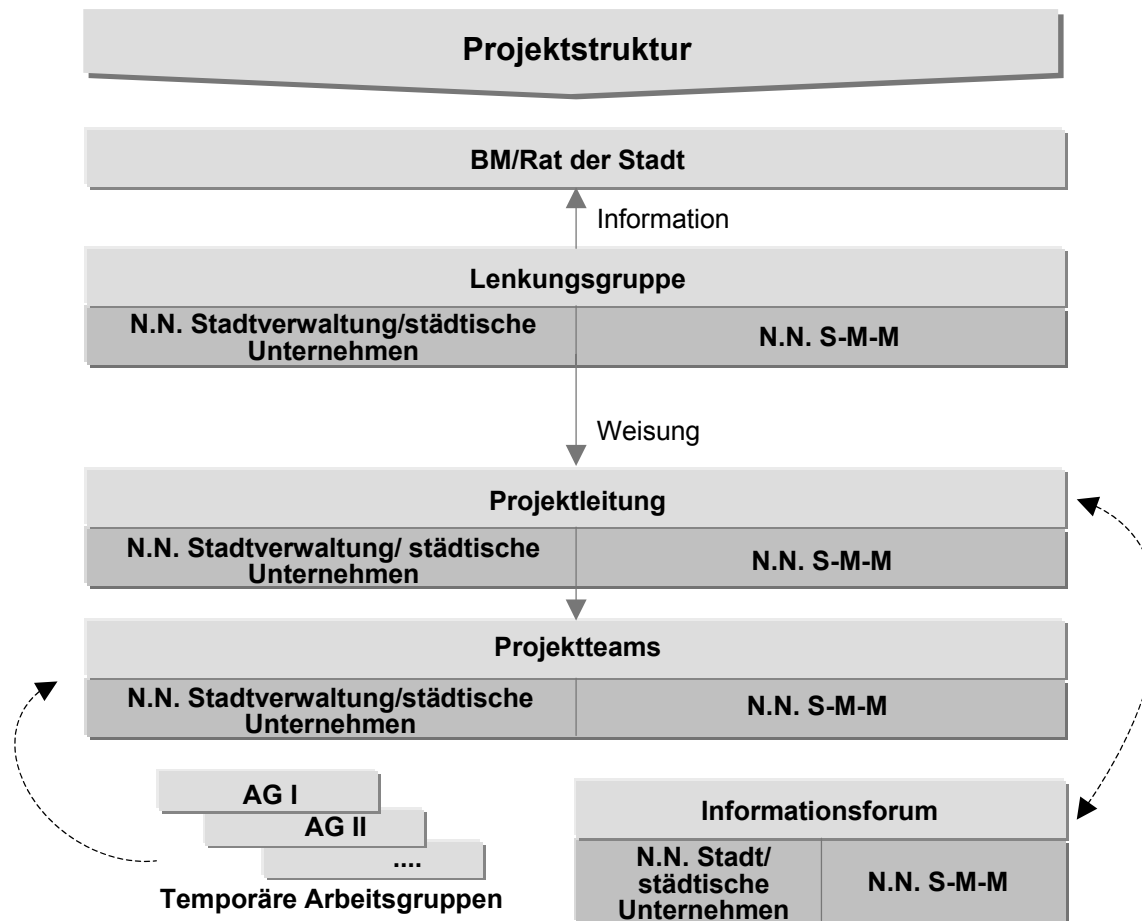 Projektstruktur
BM/Rat der Stadt
Information
Lenkungsgruppe
N.N. Stadtverwaltung/städtische
Unternehmen
N.N. S-M-M
Weisung
Projektleitung
N.N. Stadtverwaltung/ städtische
Unternehmen
N.N. S-M-M
Projektteams
N.N. Stadtverwaltung/städtische
Unternehmen
N.N. S-M-M
AG I
AG II
....
Temporäre Arbeitsgruppen
Informationsforum
N.N. Stadt/
städtische
Unternehmen
N.N. S-M-M